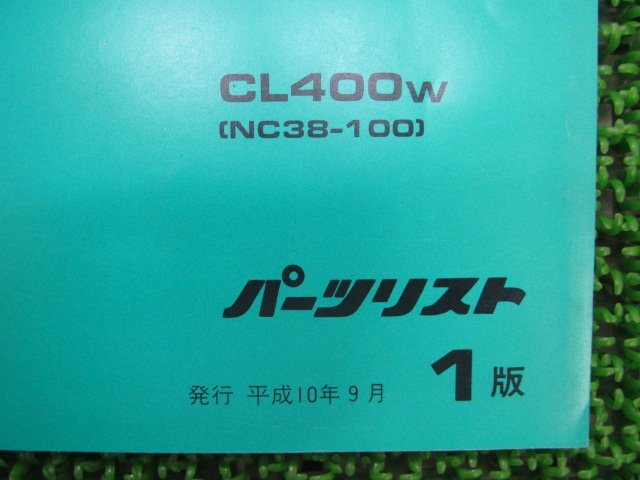 CL400W
(NC38-100)
パーツリスト
1版
発行 平成10年9月